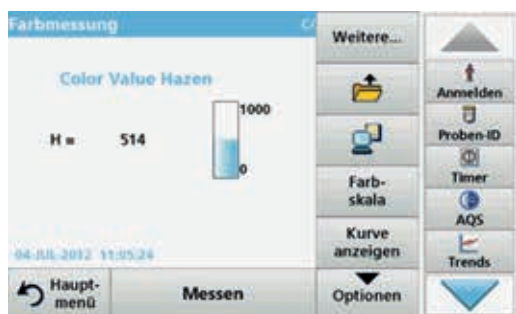 Farbmessung
Color Value Hazen
1000
H = 514
0
04-JUL-2012 11:05:24
Haupt-
menü
Messen
Weitere...
Farb-
skala
Kurve
anzeigen
Optionen
Anmelden
Proben-ID
Timer
AQS
Trends